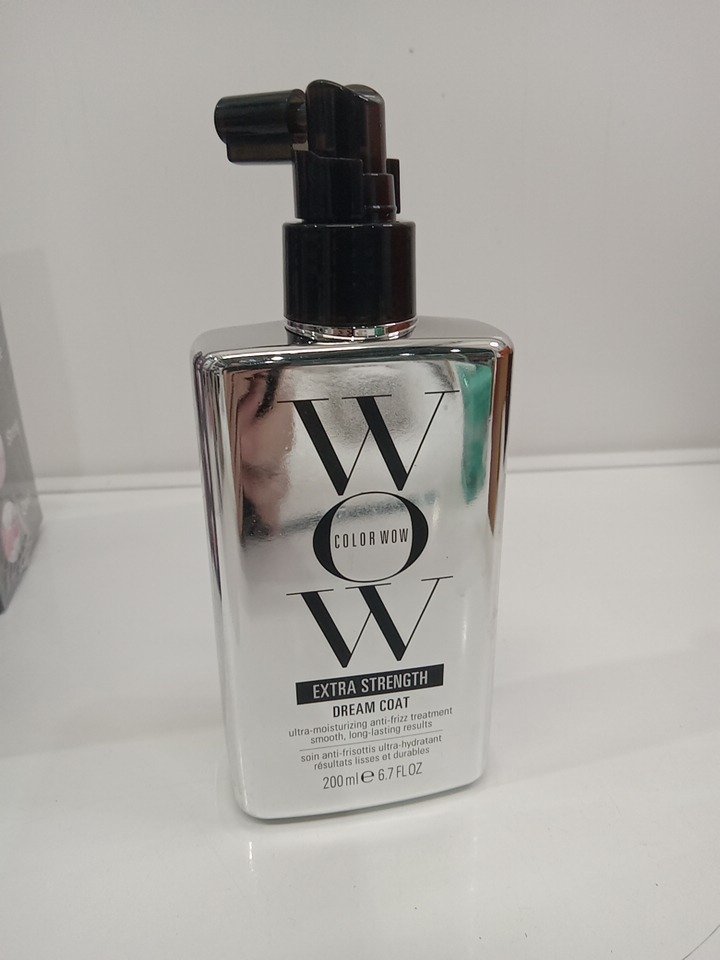 W
O
COLOR WOW
W
EXTRA STRENGTH
DREAM COAT
ultra-moisturizing anti-frizz treatment
smooth, long-lasting results
soin anti-frisottis ultra-hydratant
résultats lisses et durables
200 ml ℮ 6.7 FL OZ